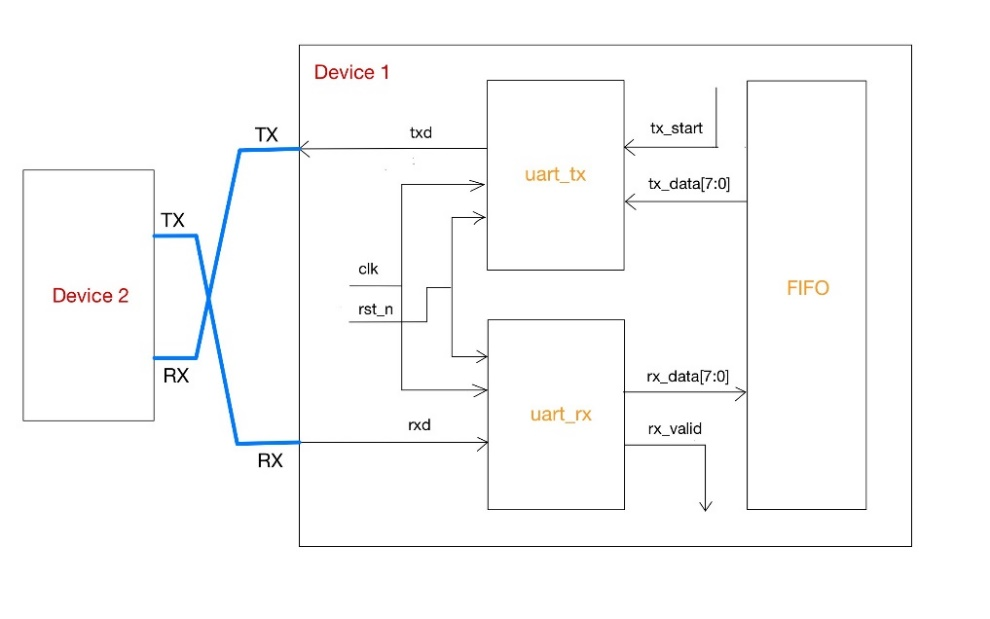 Device 1
TX
txd
tx_start
uart_tx
tx_data[7:0]
TX
clk
Device 2
rst_n
FIFO
RX
rx_data[7:0]
uart_rx
rxd
rx_valid
RX